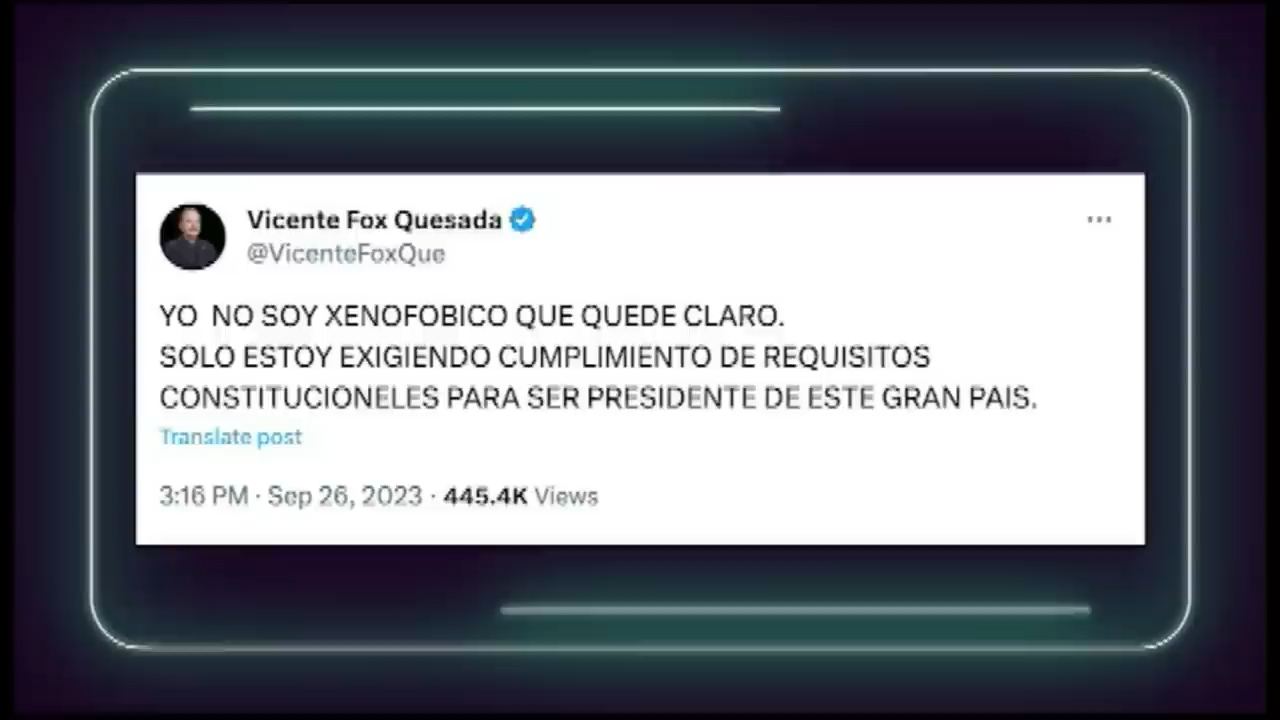 Vicente Fox Quesada
@VicenteFoxQue
YO NO SOY XENOFOBICO QUE QUEDE CLARO.
SOLO ESTOY EXIGIENDO CUMPLIMIENTO DE REQUISITOS
CONSTITUCIONELES PARA SER PRESIDENTE DE ESTE GRAN PAIS.
Translate post
3:16 PM · Sep 26, 2023 · 445.4K Views